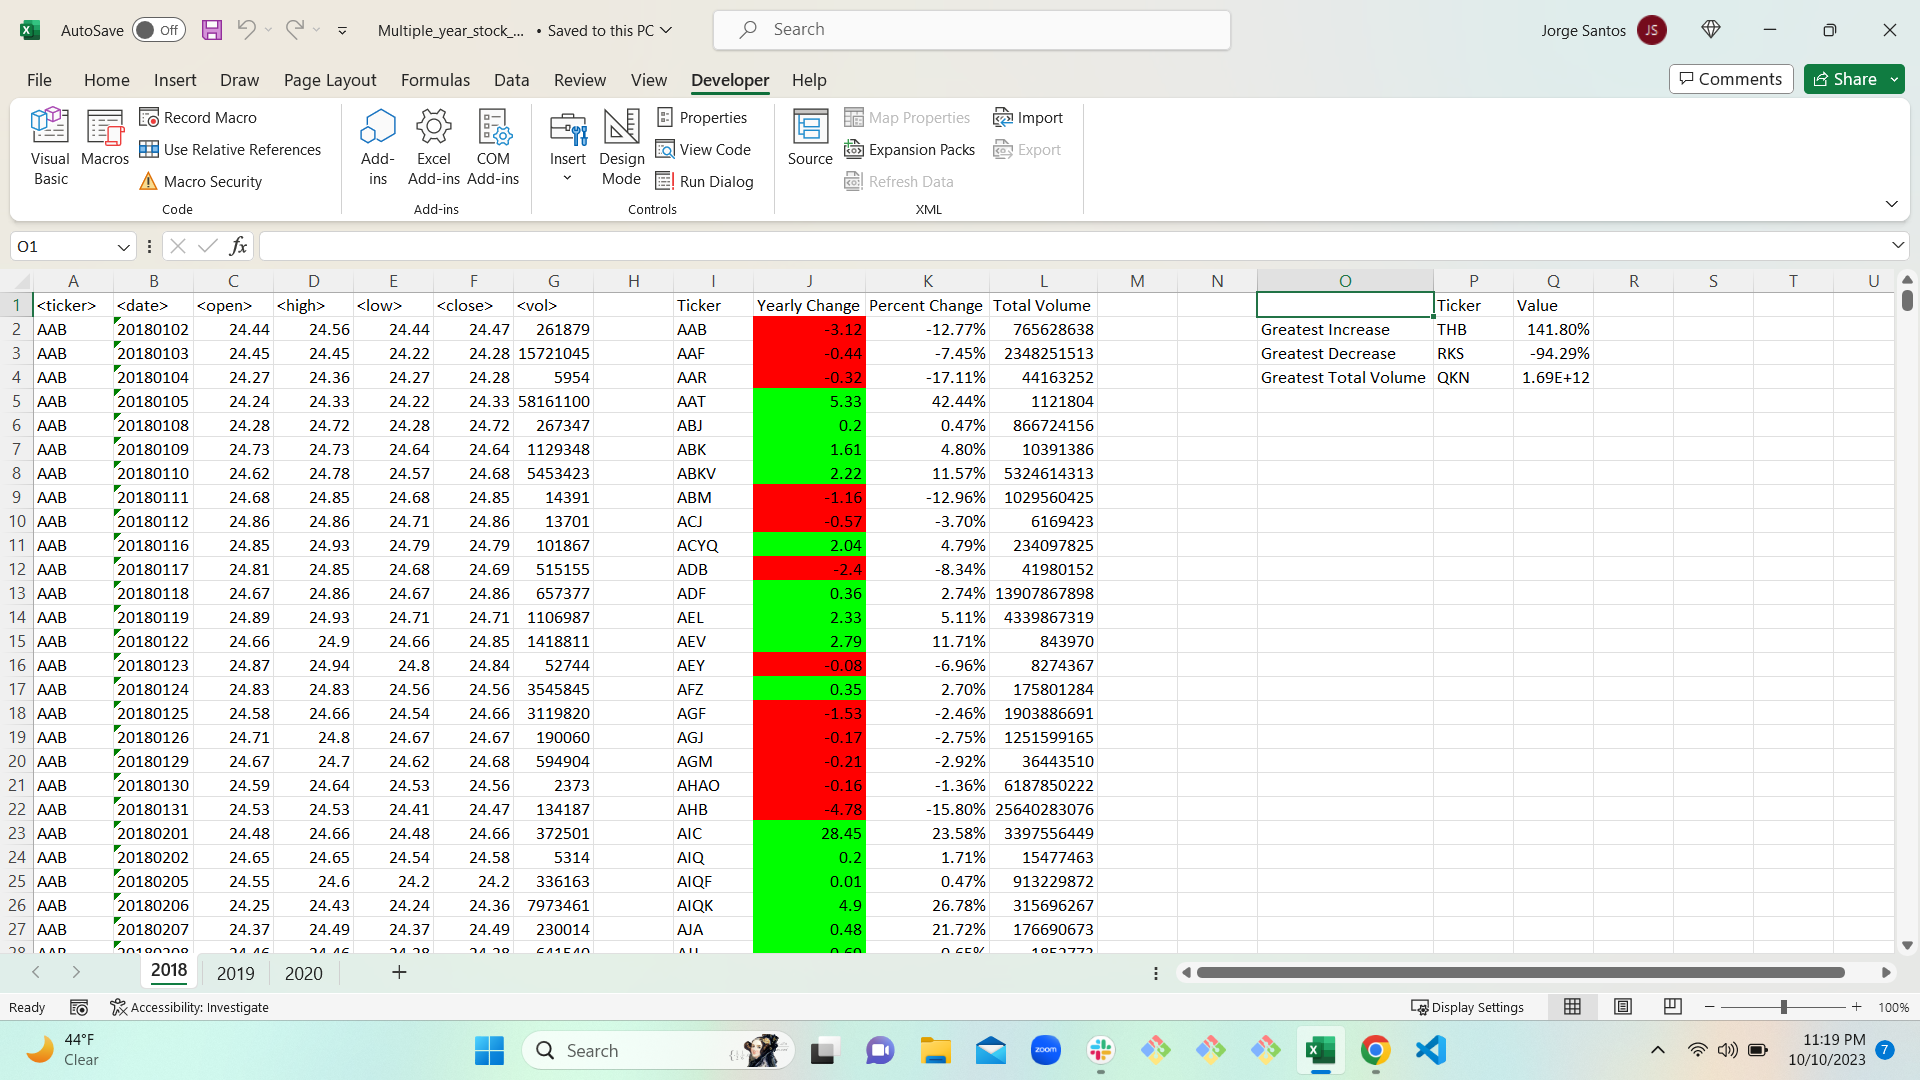 AutoSave Off Multiple_year_stock_... • Saved to this PC Search Jorge Santos JS
File Home Insert Draw Page Layout Formulas Data Review View Developer Help Comments Share
Visual Basic Macros Record Macro Use Relative References Macro Security Code
Add-ins Excel Add-ins COM Add-ins Add-ins
Insert Design Mode Properties View Code Run Dialog Controls
Source Map Properties Expansion Packs Refresh Data Import Export XML
O1 fx
A B C D E F G H I J K L M N O P Q R S T U
1 <ticker> <date> <open> <high> <low> <close> <vol> Ticker Yearly Change Percent Change Total Volume Ticker Value
2 AAB 20180102 24.44 24.56 24.44 24.47 261879 AAB -3.12 -12.77% 765628638 Greatest Increase THB 141.80%
3 AAB 20180103 24.45 24.45 24.22 24.28 15721045 AAF -0.44 -7.45% 2348251513 Greatest Decrease RKS -94.29%
4 AAB 20180104 24.27 24.36 24.27 24.28 5954 AAR -0.32 -17.11% 44163252 Greatest Total Volume QKN 1.69E+12
5 AAB 20180105 24.24 24.33 24.22 24.33 58161100 AAT 5.33 42.44% 1121804
6 AAB 20180108 24.28 24.72 24.28 24.72 267347 ABJ 0.2 0.47% 866724156
7 AAB 20180109 24.73 24.73 24.64 24.64 1129348 ABK 1.61 4.80% 10391386
8 AAB 20180110 24.62 24.78 24.57 24.68 5453423 ABKV 2.22 11.57% 5324614313
9 AAB 20180111 24.68 24.85 24.68 24.85 14391 ABM -1.16 -12.96% 1029560425
10 AAB 20180112 24.86 24.86 24.71 24.86 13701 ACJ -0.57 -3.70% 6169423
11 AAB 20180116 24.85 24.93 24.79 24.79 101867 ACYQ 2.04 4.79% 234097825
12 AAB 20180117 24.81 24.85 24.68 24.69 515155 ADB -2.4 -8.34% 41980152
13 AAB 20180118 24.67 24.86 24.67 24.86 657377 ADF 0.36 2.74% 13907867898
14 AAB 20180119 24.89 24.93 24.71 24.71 1106987 AEL 2.33 5.11% 4339867319
15 AAB 20180122 24.66 24.9 24.66 24.85 1418811 AEV 2.79 11.71% 843970
16 AAB 20180123 24.87 24.94 24.8 24.84 52744 AEY -0.08 -6.96% 8274367
17 AAB 20180124 24.83 24.83 24.56 24.56 3545845 AFZ 0.35 2.70% 175801284
18 AAB 20180125 24.58 24.66 24.54 24.66 3119820 AGF -1.53 -2.46% 1903886691
19 AAB 20180126 24.71 24.8 24.67 24.67 190060 AGJ -0.17 -2.75% 1251599165
20 AAB 20180129 24.67 24.7 24.62 24.68 594904 AGM -0.21 -2.92% 36443510
21 AAB 20180130 24.59 24.64 24.53 24.56 2373 AHAO -0.16 -1.36% 6187850222
22 AAB 20180131 24.53 24.53 24.41 24.47 134187 AHB -4.78 -15.80% 25640283076
23 AAB 20180201 24.48 24.66 24.48 24.66 372501 AIC 28.45 23.58% 3397556449
24 AAB 20180202 24.65 24.65 24.54 24.58 5314 AIQ 0.2 1.71% 15477463
25 AAB 20180205 24.55 24.6 24.2 24.2 336163 AIQF 0.01 0.47% 913229872
26 AAB 20180206 24.25 24.43 24.24 24.36 7973461 AIQK 4.9 26.78% 315696267
27 AAB 20180207 24.37 24.49 24.37 24.49 230014 AJA 0.48 21.72% 176690673
2018 2019 2020
Ready Accessibility: Investigate Display Settings 100%
44°F Clear Search zoom 11:19 PM 10/10/2023 7